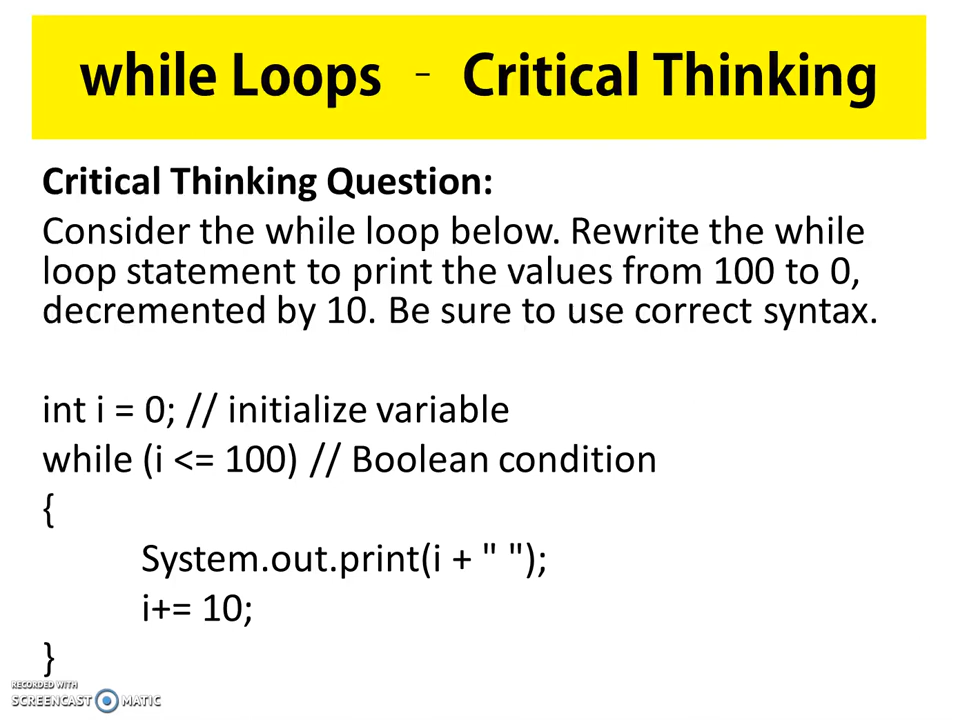 while Loops - Critical Thinking
Critical Thinking Question:
Consider the while loop below. Rewrite the while
loop statement to print the values from 100 to 0,
decremented by 10. Be sure to use correct syntax.
int i = 0; // initialize variable
while (i <= 100) // Boolean condition
{
System.out.print(i + " ");
i+= 10;
}
RECORDED WITH
SCREENCAST MATIC